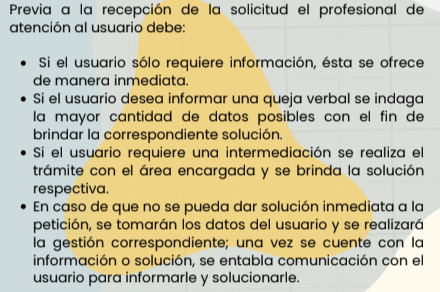 Previa a la recepción de la solicitud el profesional de
atención al usuario debe:
• Si el usuario sólo requiere información, ésta se ofrece
de manera inmediata.
• Si el usuario desea informar una queja verbal se indaga
la mayor cantidad de datos posibles con el fin de
brindar la correspondiente solución.
• Si el usuario requiere una intermediación se realiza el
trámite con el área encargada y se brinda la solución
respectiva.
• En caso de que no se pueda dar solución inmediata a la
petición, se tomarán los datos del usuario y se realizará
la gestión correspondiente; una vez se cuente con la
información o solución, se entabla comunicación con el
usuario para informarle y solucionarle.